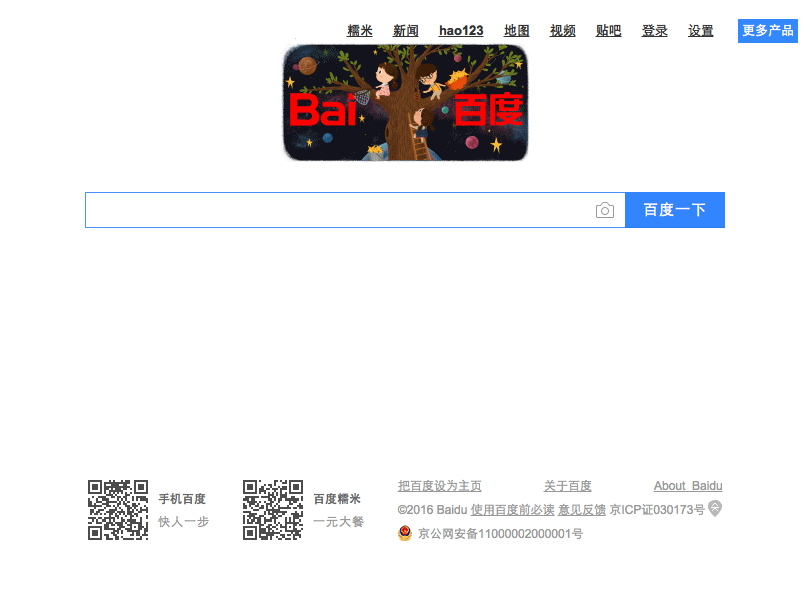 糯米 新闻 hao123 地图 视频 贴吧 登录 设置 更多产品
Bai 百度
百度一下
手机百度
快人一步
百度糯米
一元大餐
把百度设为主页 关于百度 About Baidu
©2016 Baidu 使用百度前必读 意见反馈 京ICP证030173号
京公网安备11000002000001号